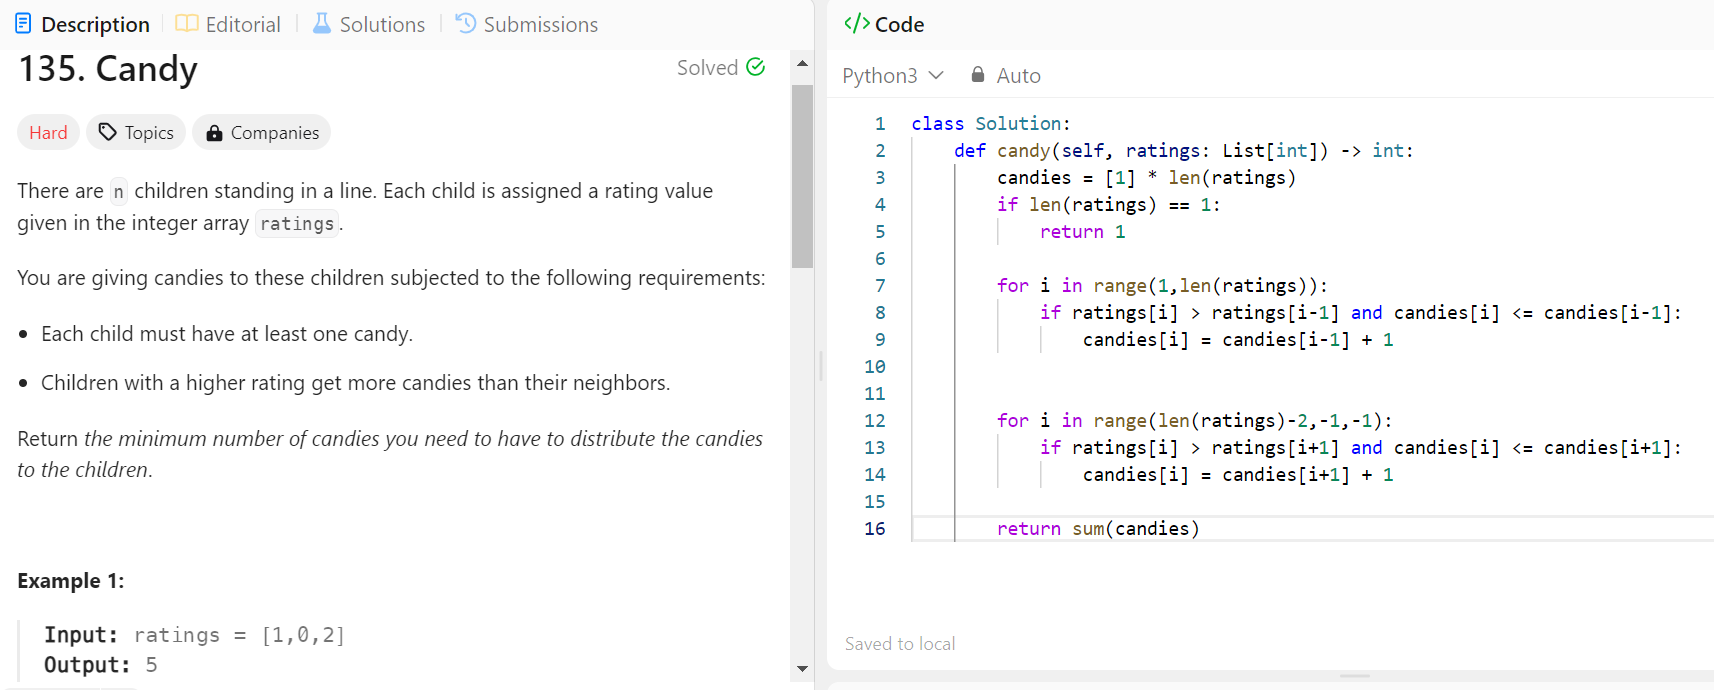 Description Editorial Solutions Submissions
135. Candy
Solved
Hard Topics Companies
There are n children standing in a line. Each child is assigned a rating value
given in the integer array ratings.
You are giving candies to these children subjected to the following requirements:
• Each child must have at least one candy.
• Children with a higher rating get more candies than their neighbors.
Return the minimum number of candies you need to have to distribute the candies
to the children.
Example 1:
Input: ratings = [1,0,2]
Output: 5
</> Code
Python3 Auto
1 class Solution:
2     def candy(self, ratings: List[int]) -> int:
3         candies = [1] * len(ratings)
4         if len(ratings) == 1:
5             return 1
6
7         for i in range(1,len(ratings)):
8             if ratings[i] > ratings[i-1] and candies[i] <= candies[i-1]:
9                 candies[i] = candies[i-1] + 1
10
11
12         for i in range(len(ratings)-2,-1,-1):
13             if ratings[i] > ratings[i+1] and candies[i] <= candies[i+1]:
14                 candies[i] = candies[i+1] + 1
15
16         return sum(candies)
Saved to local